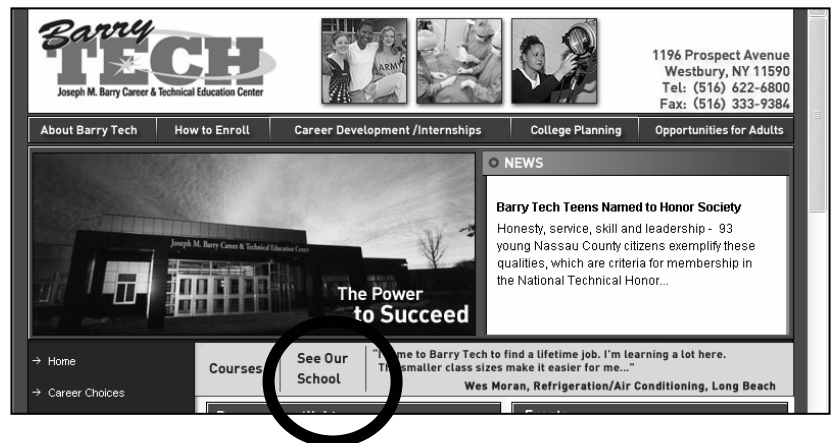 Barry
TECH
Joseph M. Barry Career & Technical Education Center
ARMY
1196 Prospect Avenue
Westbury, NY 11590
Tel: (516) 622-6800
Fax: (516) 333-9384
About Barry Tech
How to Enroll
Career Development /Internships
College Planning
Opportunities for Adults
Joseph M. Barry Career & Technical Education Center
The Power
to Succeed
NEWS
Barry Tech Teens Named to Honor Society
Honesty, service, skill and leadership - 93
young Nassau County citizens exemplify these
qualities, which are criteria for membership in
the National Technical Honor...
→ Home
→ Career Choices
Courses
See Our
School
me to Barry Tech to find a lifetime job. I'm learning a lot here.
smaller class sizes make it easier for me..."
Wes Moran, Refrigeration/Air Conditioning, Long Beach